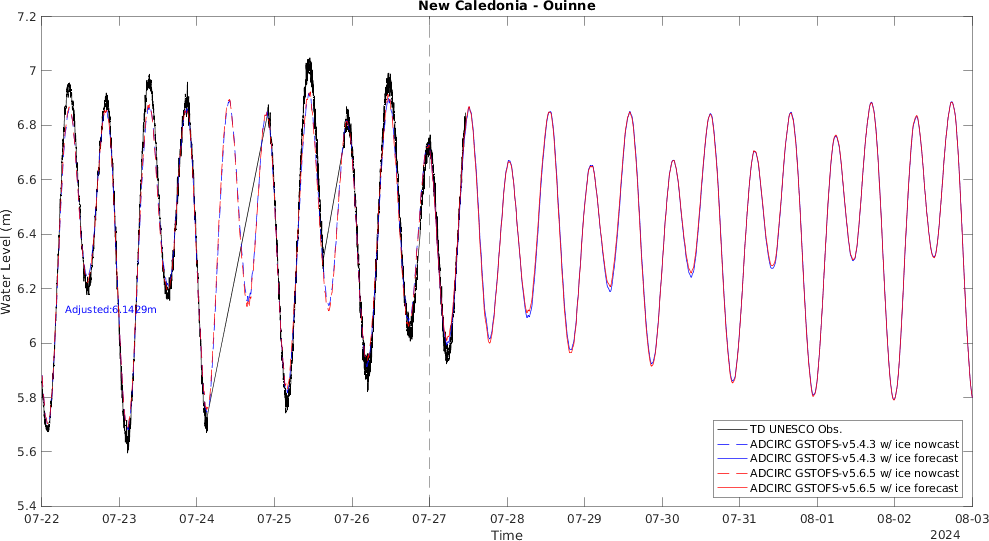 New Caledonia - Ouinne
7.2
7
6.8
6.6
6.4
6.2
6
5.8
5.6
5.4
Water Level (m)
Adjusted:6.1429m
TD UNESCO Obs.
ADCIRC GSTOFS-v5.4.3 w/ ice nowcast
ADCIRC GSTOFS-v5.4.3 w/ ice forecast
ADCIRC GSTOFS-v5.6.5 w/ ice nowcast
ADCIRC GSTOFS-v5.6.5 w/ ice forecast
07-22 07-23 07-24 07-25 07-26 07-27 07-28 07-29 07-30 07-31 08-01 08-02 08-03
Time
2024